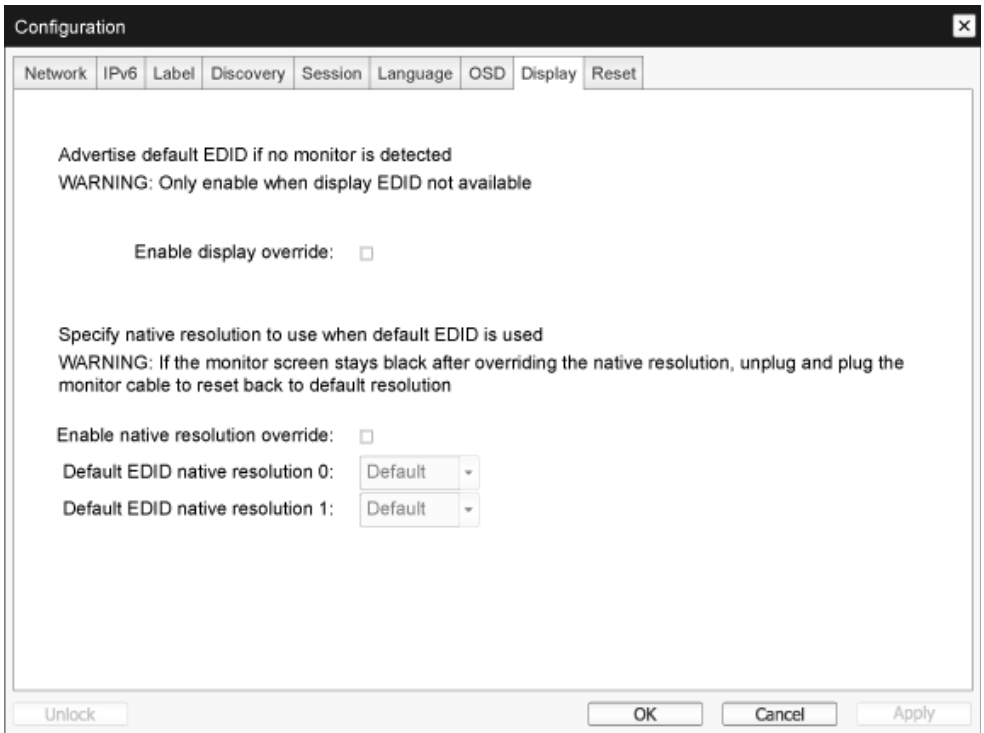 Configuration
Network IPv6 Label Discovery Session Language OSD Display Reset
Advertise default EDID if no monitor is detected
WARNING: Only enable when display EDID not available
Enable display override:
Specify native resolution to use when default EDID is used
WARNING: If the monitor screen stays black after overriding the native resolution, unplug and plug the
monitor cable to reset back to default resolution
Enable native resolution override:
Default EDID native resolution 0: Default
Default EDID native resolution 1: Default
Unlock OK Cancel Apply